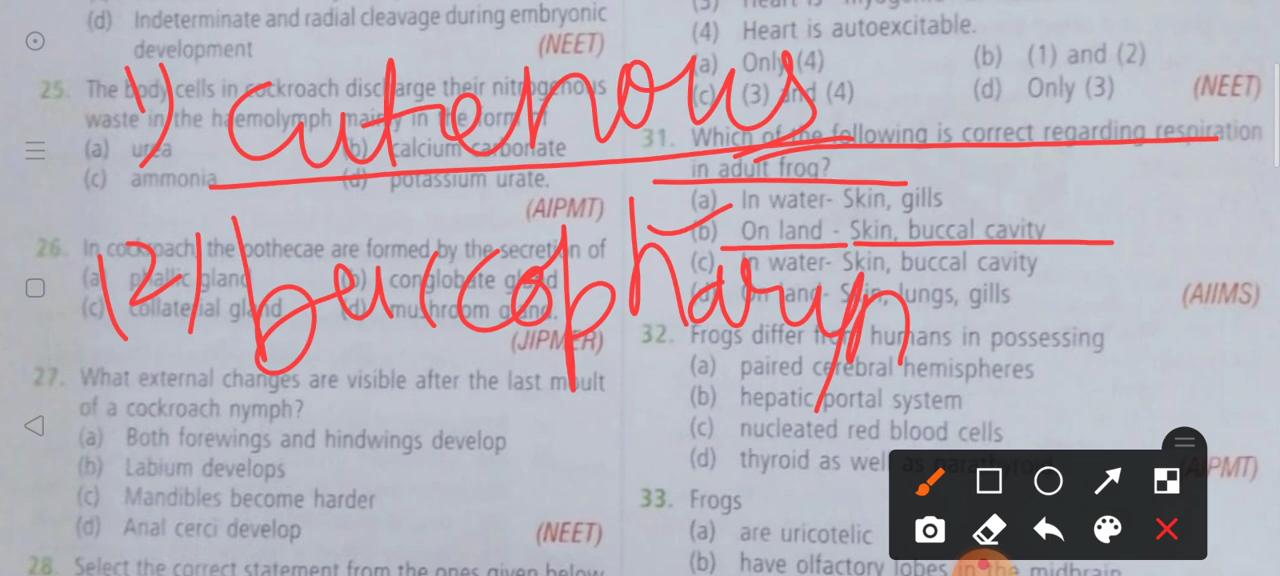 (d) Indeterminate and radial cleavage during embryonic
development
(NEET)
25. The body cells in cockroach discharge their nitrogenous
waste in the haemolymph mainly in the form of
(a) urea (b) calcium carbonate
(c) ammonia (d) potassium urate.
(AIPMT)
26. In cockroach, the oothecae are formed by the secretion of
(a) phallic gland (b) conglobate gland
(c) collaterial gland (d) mushroom gland.
(JIPMER)
27. What external changes are visible after the last moult
of a cockroach nymph?
(a) Both forewings and hindwings develop
(b) Labium develops
(c) Mandibles become harder
(d) Anal cerci develop
(NEET)
28. Select the correct statement from the ones given below
(4) Heart is autoexcitable.
(a) Only (4) (b) (1) and (2)
(c) (3) and (4) (d) Only (3)
(NEET)
31. Which of the following is correct regarding respiration
in adult frog?
(a) In water- Skin, gills
(b) On land - Skin, buccal cavity
(c) In water- Skin, buccal cavity
(d) On land- Skin, lungs, gills
(AIIMS)
32. Frogs differ from humans in possessing
(a) paired cerebral hemispheres
(b) hepatic portal system
(c) nucleated red blood cells
(d) thyroid as well as parathyroid
(AIPMT)
33. Frogs
(a) are uricotelic
(b) have olfactory lobes in the midbrain
1) cutenous
(2) buccopharyn